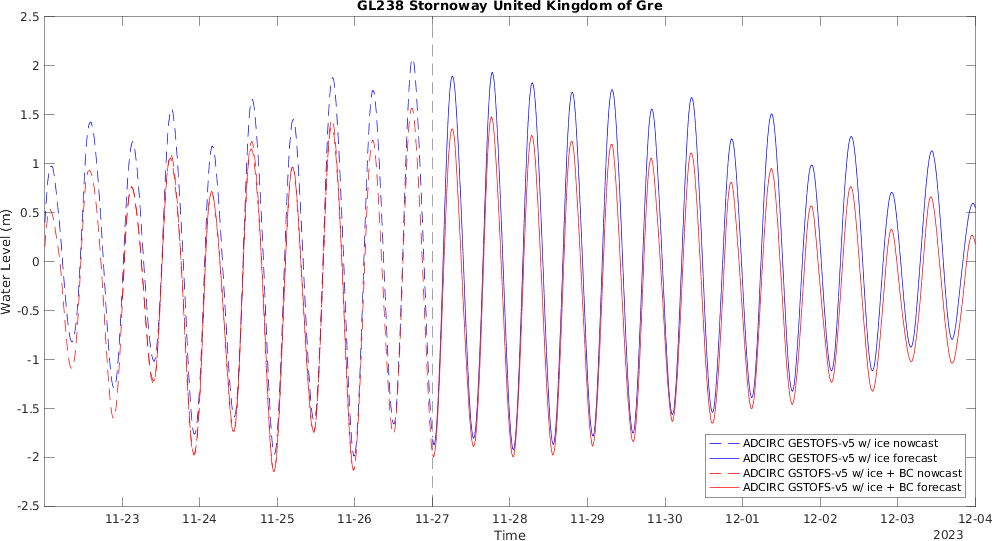 GL238 Stornoway United Kingdom of Gre
2.5
2
1.5
1
0.5
0
-0.5
-1
-1.5
-2
-2.5
Water Level (m)
11-23 11-24 11-25 11-26 11-27 11-28 11-29 11-30 12-01 12-02 12-03 12-04
Time
2023
ADCIRC GESTOFS-v5 w/ ice nowcast
ADCIRC GESTOFS-v5 w/ ice forecast
ADCIRC GSTOFS-v5 w/ ice + BC nowcast
ADCIRC GSTOFS-v5 w/ ice + BC forecast